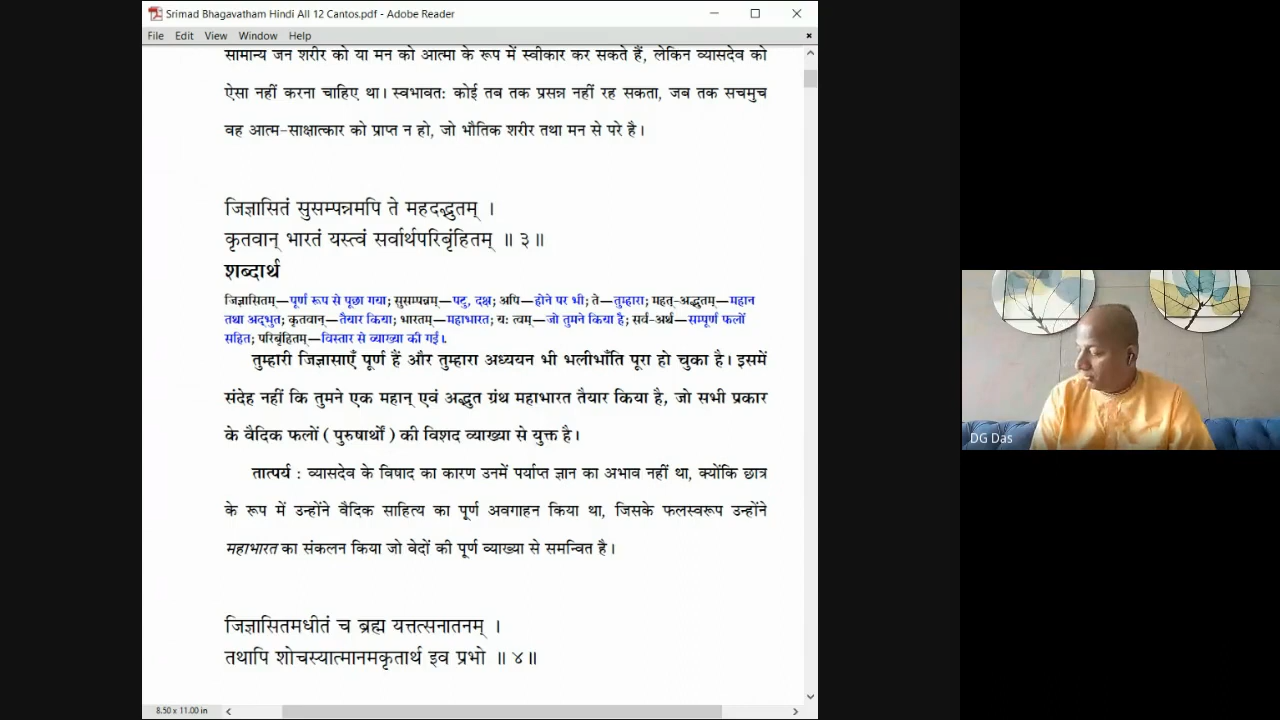 Srimad Bhagavatham Hindi All 12 Cantos.pdf - Adobe Reader
File Edit View Window Help
सामान्य जन शरीर को या मन को आत्मा के रूप में स्वीकार कर सकते हैं, लेकिन व्यासदेव को
ऐसा नहीं करना चाहिए था। स्वभावत: कोई तब तक प्रसन्न नहीं रह सकता, जब तक सचमुच
वह आत्म-साक्षात्कार को प्राप्त न हो, जो भौतिक शरीर तथा मन से परे है।
जिज्ञासितं सुसम्पन्नमपि ते महदद्भुतम् ।
कृतवान् भारतं यस्त्वं सर्वार्थपरिबृंहितम् ॥ ३॥
शब्दार्थ
जिज्ञासितम्—पूर्ण रूप से पूछा गया; सुसम्पन्नम्—पटु, दक्ष; अपि—होने पर भी; ते—तुम्हारा; महत्-अद्भुतम्—महान
तथा अद्भुत; कृतवान्—तैयार किया; भारतम्—महाभारत; य: त्वम्—जो तुमने किया है; सर्व-अर्थ—सम्पूर्ण फलों
सहित; परिबृंहितम्—विस्तार से व्याख्या की गई।
तुम्हारी जिज्ञासाएँ पूर्ण हैं और तुम्हारा अध्ययन भी भलीभाँति पूरा हो चुका है। इसमें
संदेह नहीं कि तुमने एक महान् एवं अद्भुत ग्रंथ महाभारत तैयार किया है, जो सभी प्रकार
के वैदिक फलों (पुरुषार्थों) की विशद व्याख्या से युक्त है।
तात्पर्य : व्यासदेव के विषाद का कारण उनमें पर्याप्त ज्ञान का अभाव नहीं था, क्योंकि छात्र
के रूप में उन्होंने वैदिक साहित्य का पूर्ण अवगाहन किया था, जिसके फलस्वरूप उन्होंने
महाभारत का संकलन किया जो वेदों की पूर्ण व्याख्या से समन्वित है।
जिज्ञासितमधीतं च ब्रह्म यत्तत्सनातनम् ।
तथापि शोचस्यात्मानमकृतार्थ इव प्रभो ॥ ४॥
8.50 x 11.00 in
DG Das